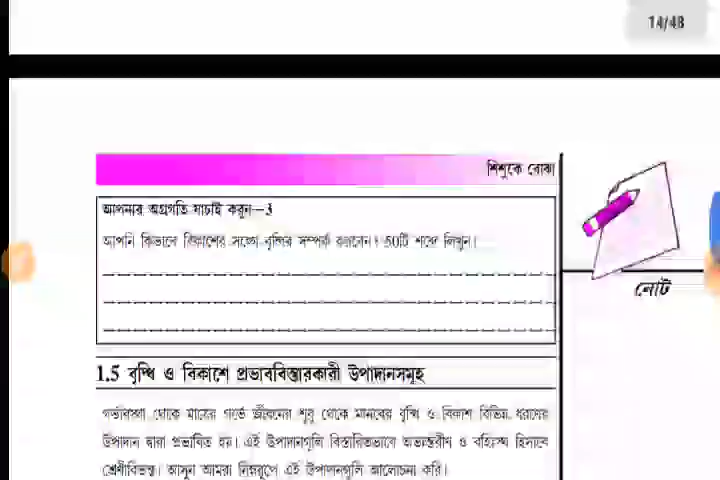 14/48
শিশুকে বোঝা
আপনার অগ্রগতি যাচাই করুন—3
আপনি কিভাবে বিকাশের সঙ্গে বৃদ্ধির সম্পর্ক করবেন। 50টি শব্দে লিখুন।
নোট
1.5 বৃদ্ধি ও বিকাশে প্রভাববিস্তারকারী উপাদানসমূহ
গর্ভাবস্থা থেকে মায়ের গর্ভে জীবনের শুরু থেকে মানবের বৃদ্ধি ও বিকাশ বিভিন্ন ধরণের
উপাদান দ্বারা প্রভাবিত হয়। এই উপাদানগুলি বিস্তারিতভাবে অভ্যন্তরীণ ও বহিঃস্থ হিসাবে
শ্রেণীবিভক্ত। আসুন আমরা নিম্নরূপে এই উপাদানগুলি আলোচনা করি।